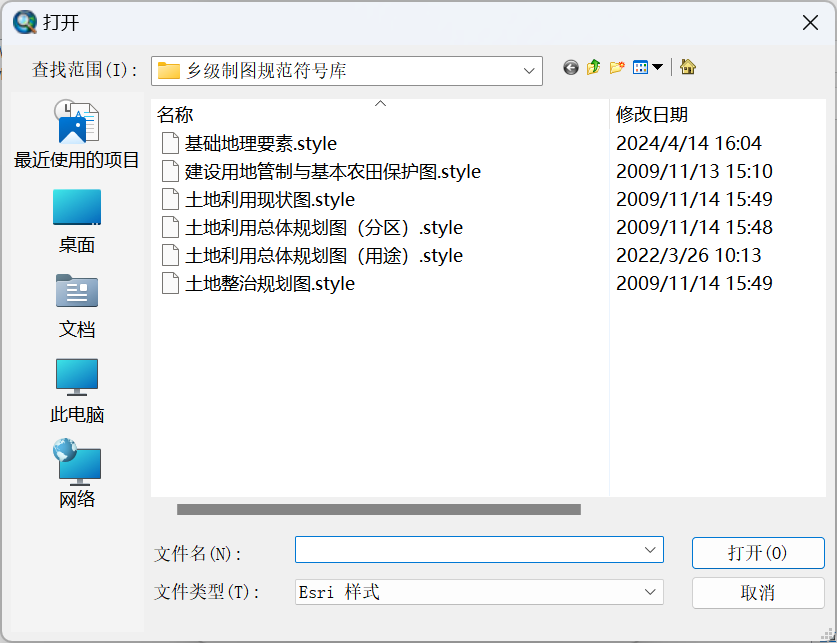 打开
查找范围(I):
乡级制图规范符号库
最近使用的项目
桌面
文档
此电脑
网络
名称 修改日期
基础地理要素.style 2024/4/14 16:04
建设用地管制与基本农田保护图.style 2009/11/13 15:10
土地利用现状图.style 2009/11/14 15:49
土地利用总体规划图（分区）.style 2009/11/14 15:48
土地利用总体规划图（用途）.style 2022/3/26 10:13
土地整治规划图.style 2009/11/14 15:49
文件名(N): 打开(O)
文件类型(T): Esri 样式 取消